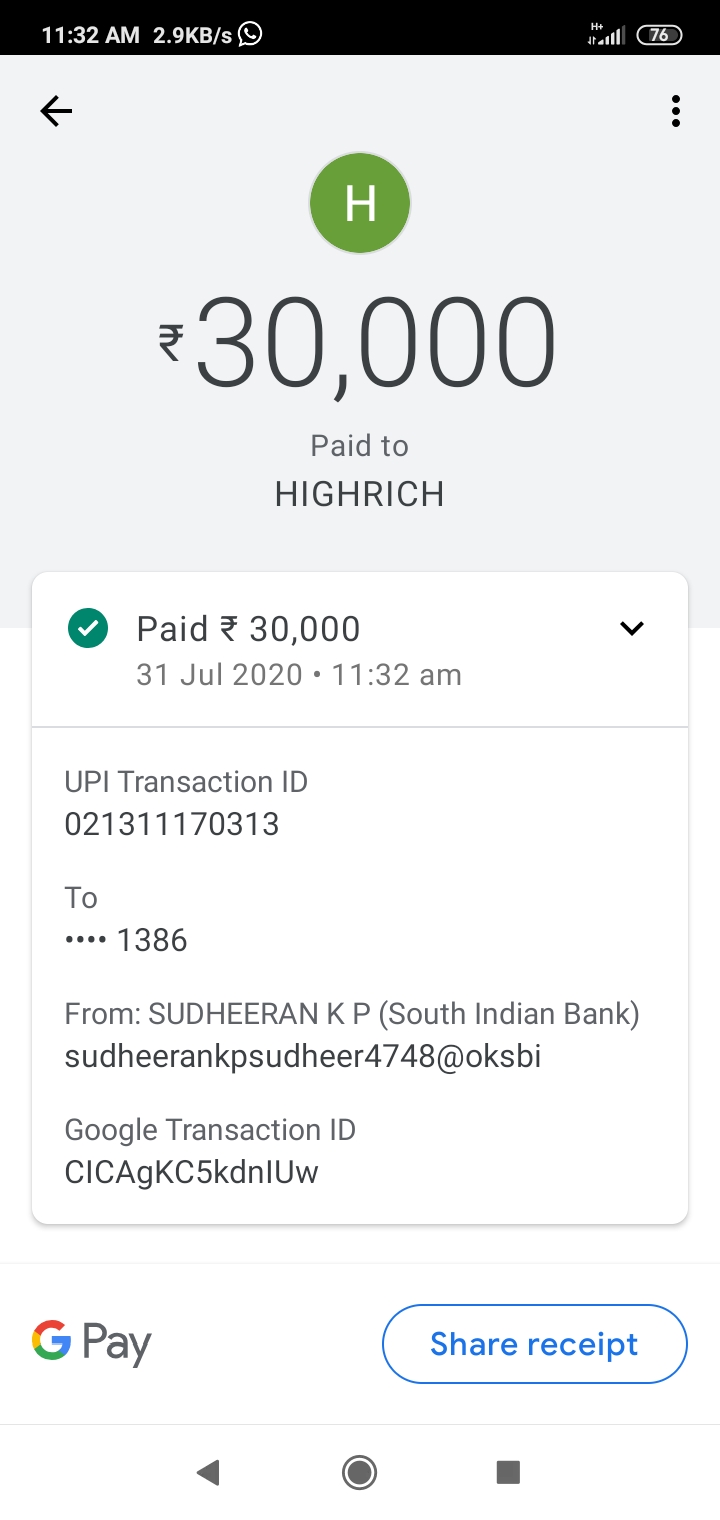 11:32 AM 2.9KB/s H+ 76
H
₹30,000
Paid to
HIGHRICH
Paid ₹ 30,000
31 Jul 2020 • 11:32 am
UPI Transaction ID
021311170313
To
•••• 1386
From: SUDHEERAN K P (South Indian Bank)
sudheerankpsudheer4748@oksbi
Google Transaction ID
CICAgKC5kdnIUw
G Pay
Share receipt